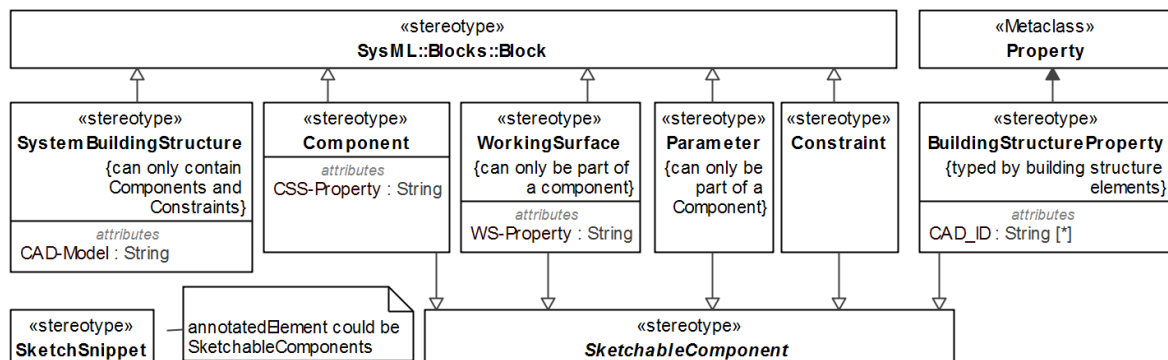 «stereotype»
SysML::Blocks::Block
«Metaclass»
Property
«stereotype»
SystemBuildingStructure
{can only contain
Components and
Constraints}
attributes
CAD-Model : String
«stereotype»
Component
attributes
CSS-Property : String
«stereotype»
WorkingSurface
{can only be part of
a component}
attributes
WS-Property : String
«stereotype»
Parameter
{can only be
part of a
Component}
«stereotype»
Constraint
«stereotype»
BuildingStructureProperty
{typed by building structure
elements}
attributes
CAD_ID : String [*]
«stereotype»
SketchSnippet
annotatedElement could be
SketchableComponents
«stereotype»
SketchableComponent